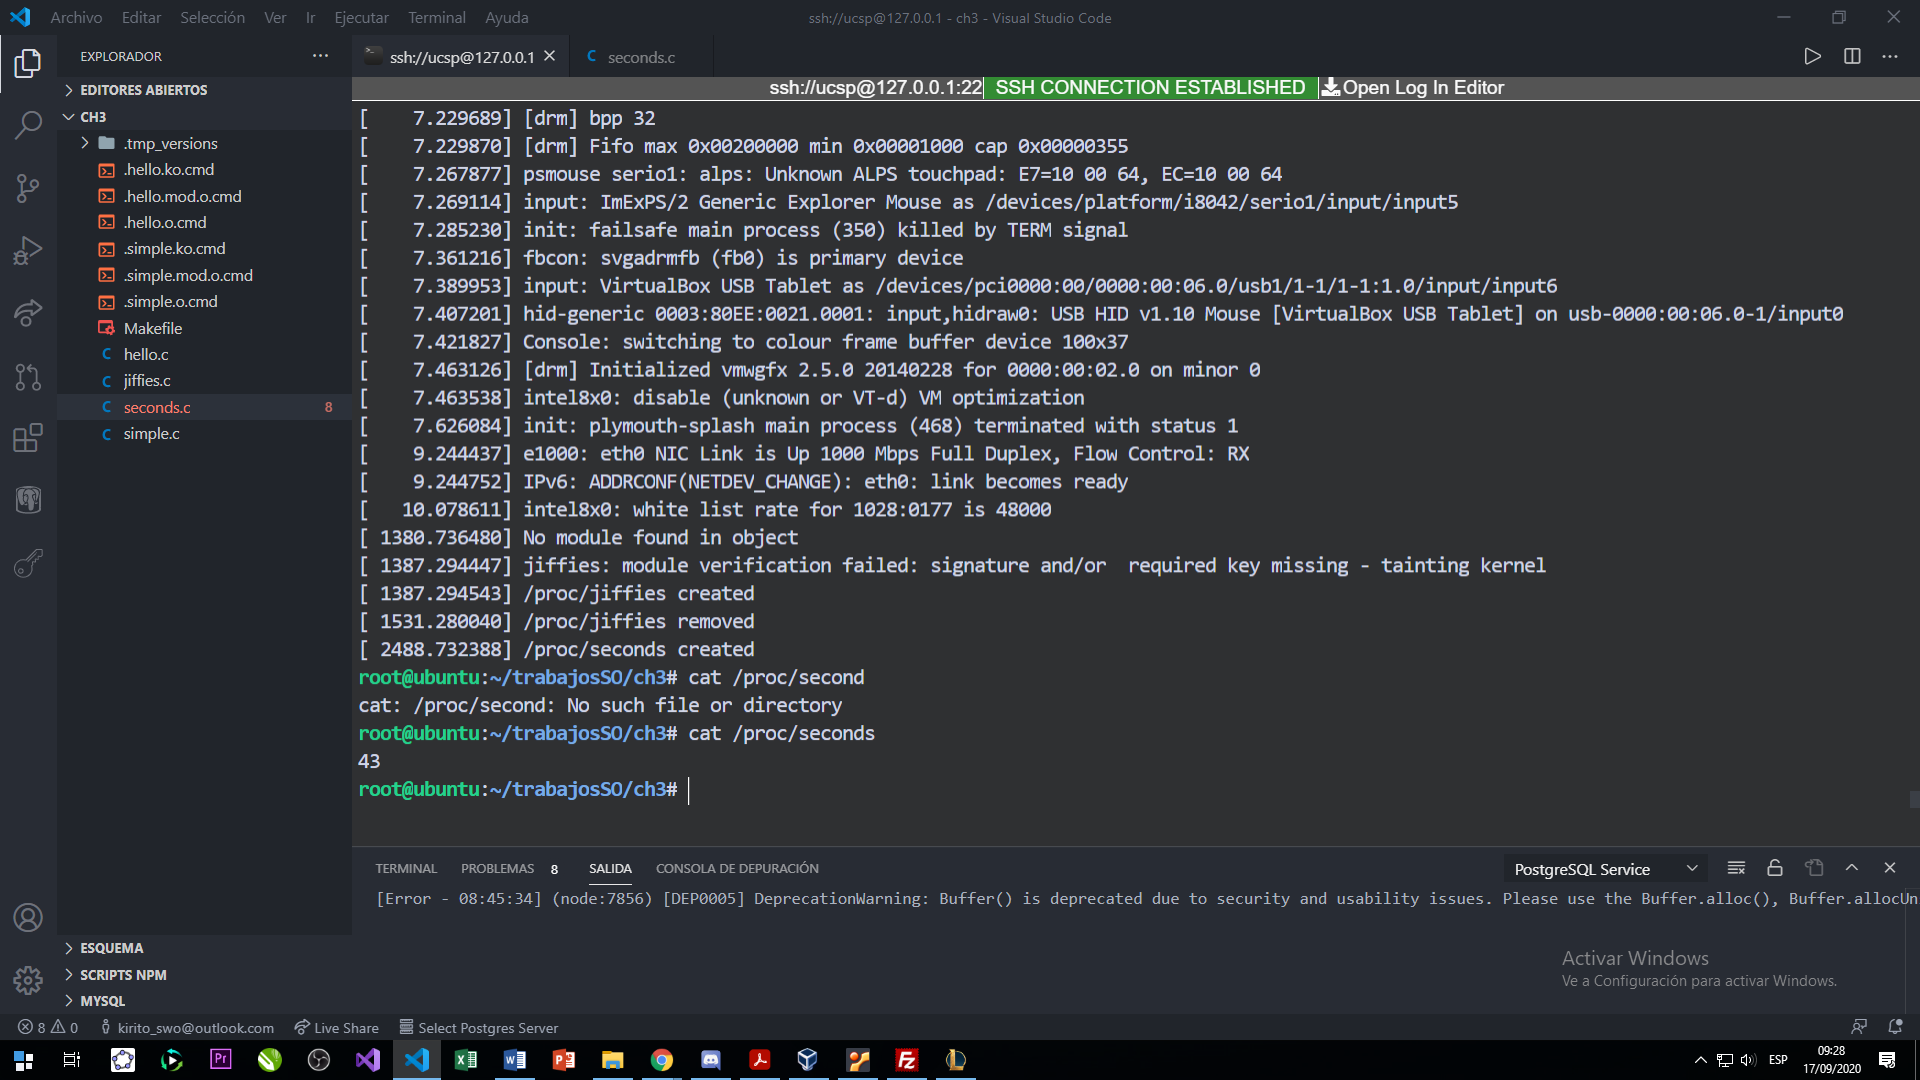 Archivo Editar Selección Ver Ir Ejecutar Terminal Ayuda
ssh://ucsp@127.0.0.1 - ch3 - Visual Studio Code
EXPLORADOR
EDITORES ABIERTOS
CH3
.tmp_versions
.hello.ko.cmd
.hello.mod.o.cmd
.hello.o.cmd
.simple.ko.cmd
.simple.mod.o.cmd
.simple.o.cmd
Makefile
hello.c
jiffies.c
seconds.c 8
simple.c
ESQUEMA
SCRIPTS NPM
MYSQL
ssh://ucsp@127.0.0.1
seconds.c
ssh://ucsp@127.0.0.1:22 SSH CONNECTION ESTABLISHED Open Log In Editor
[    7.229689] [drm] bpp 32
[    7.229870] [drm] Fifo max 0x00200000 min 0x00001000 cap 0x00000355
[    7.267877] psmouse serio1: alps: Unknown ALPS touchpad: E7=10 00 64, EC=10 00 64
[    7.269114] input: ImExPS/2 Generic Explorer Mouse as /devices/platform/i8042/serio1/input/input5
[    7.285230] init: failsafe main process (350) killed by TERM signal
[    7.361216] fbcon: svgadrmfb (fb0) is primary device
[    7.389953] input: VirtualBox USB Tablet as /devices/pci0000:00/0000:00:06.0/usb1/1-1/1-1:1.0/input/input6
[    7.407201] hid-generic 0003:80EE:0021.0001: input,hidraw0: USB HID v1.10 Mouse [VirtualBox USB Tablet] on usb-0000:00:06.0-1/input0
[    7.421827] Console: switching to colour frame buffer device 100x37
[    7.463126] [drm] Initialized vmwgfx 2.5.0 20140228 for 0000:00:02.0 on minor 0
[    7.463538] intel8x0: disable (unknown or VT-d) VM optimization
[    7.626084] init: plymouth-splash main process (468) terminated with status 1
[    9.244437] e1000: eth0 NIC Link is Up 1000 Mbps Full Duplex, Flow Control: RX
[    9.244752] IPv6: ADDRCONF(NETDEV_CHANGE): eth0: link becomes ready
[   10.078611] intel8x0: white list rate for 1028:0177 is 48000
[ 1380.736480] No module found in object
[ 1387.294447] jiffies: module verification failed: signature and/or  required key missing - tainting kernel
[ 1387.294543] /proc/jiffies created
[ 1531.280040] /proc/jiffies removed
[ 2488.732388] /proc/seconds created
root@ubuntu:~/trabajosSO/ch3# cat /proc/second
cat: /proc/second: No such file or directory
root@ubuntu:~/trabajosSO/ch3# cat /proc/seconds
43
root@ubuntu:~/trabajosSO/ch3#
TERMINAL PROBLEMAS 8 SALIDA CONSOLA DE DEPURACIÓN PostgreSQL Service
[Error - 08:45:34] (node:7856) [DEP0005] DeprecationWarning: Buffer() is deprecated due to security and usability issues. Please use the Buffer.alloc(), Buffer.allocUn
Activar Windows
Ve a Configuración para activar Windows.
8 0 kirito_swo@outlook.com Live Share Select Postgres Server
Pr
ESP
09:28
17/09/2020